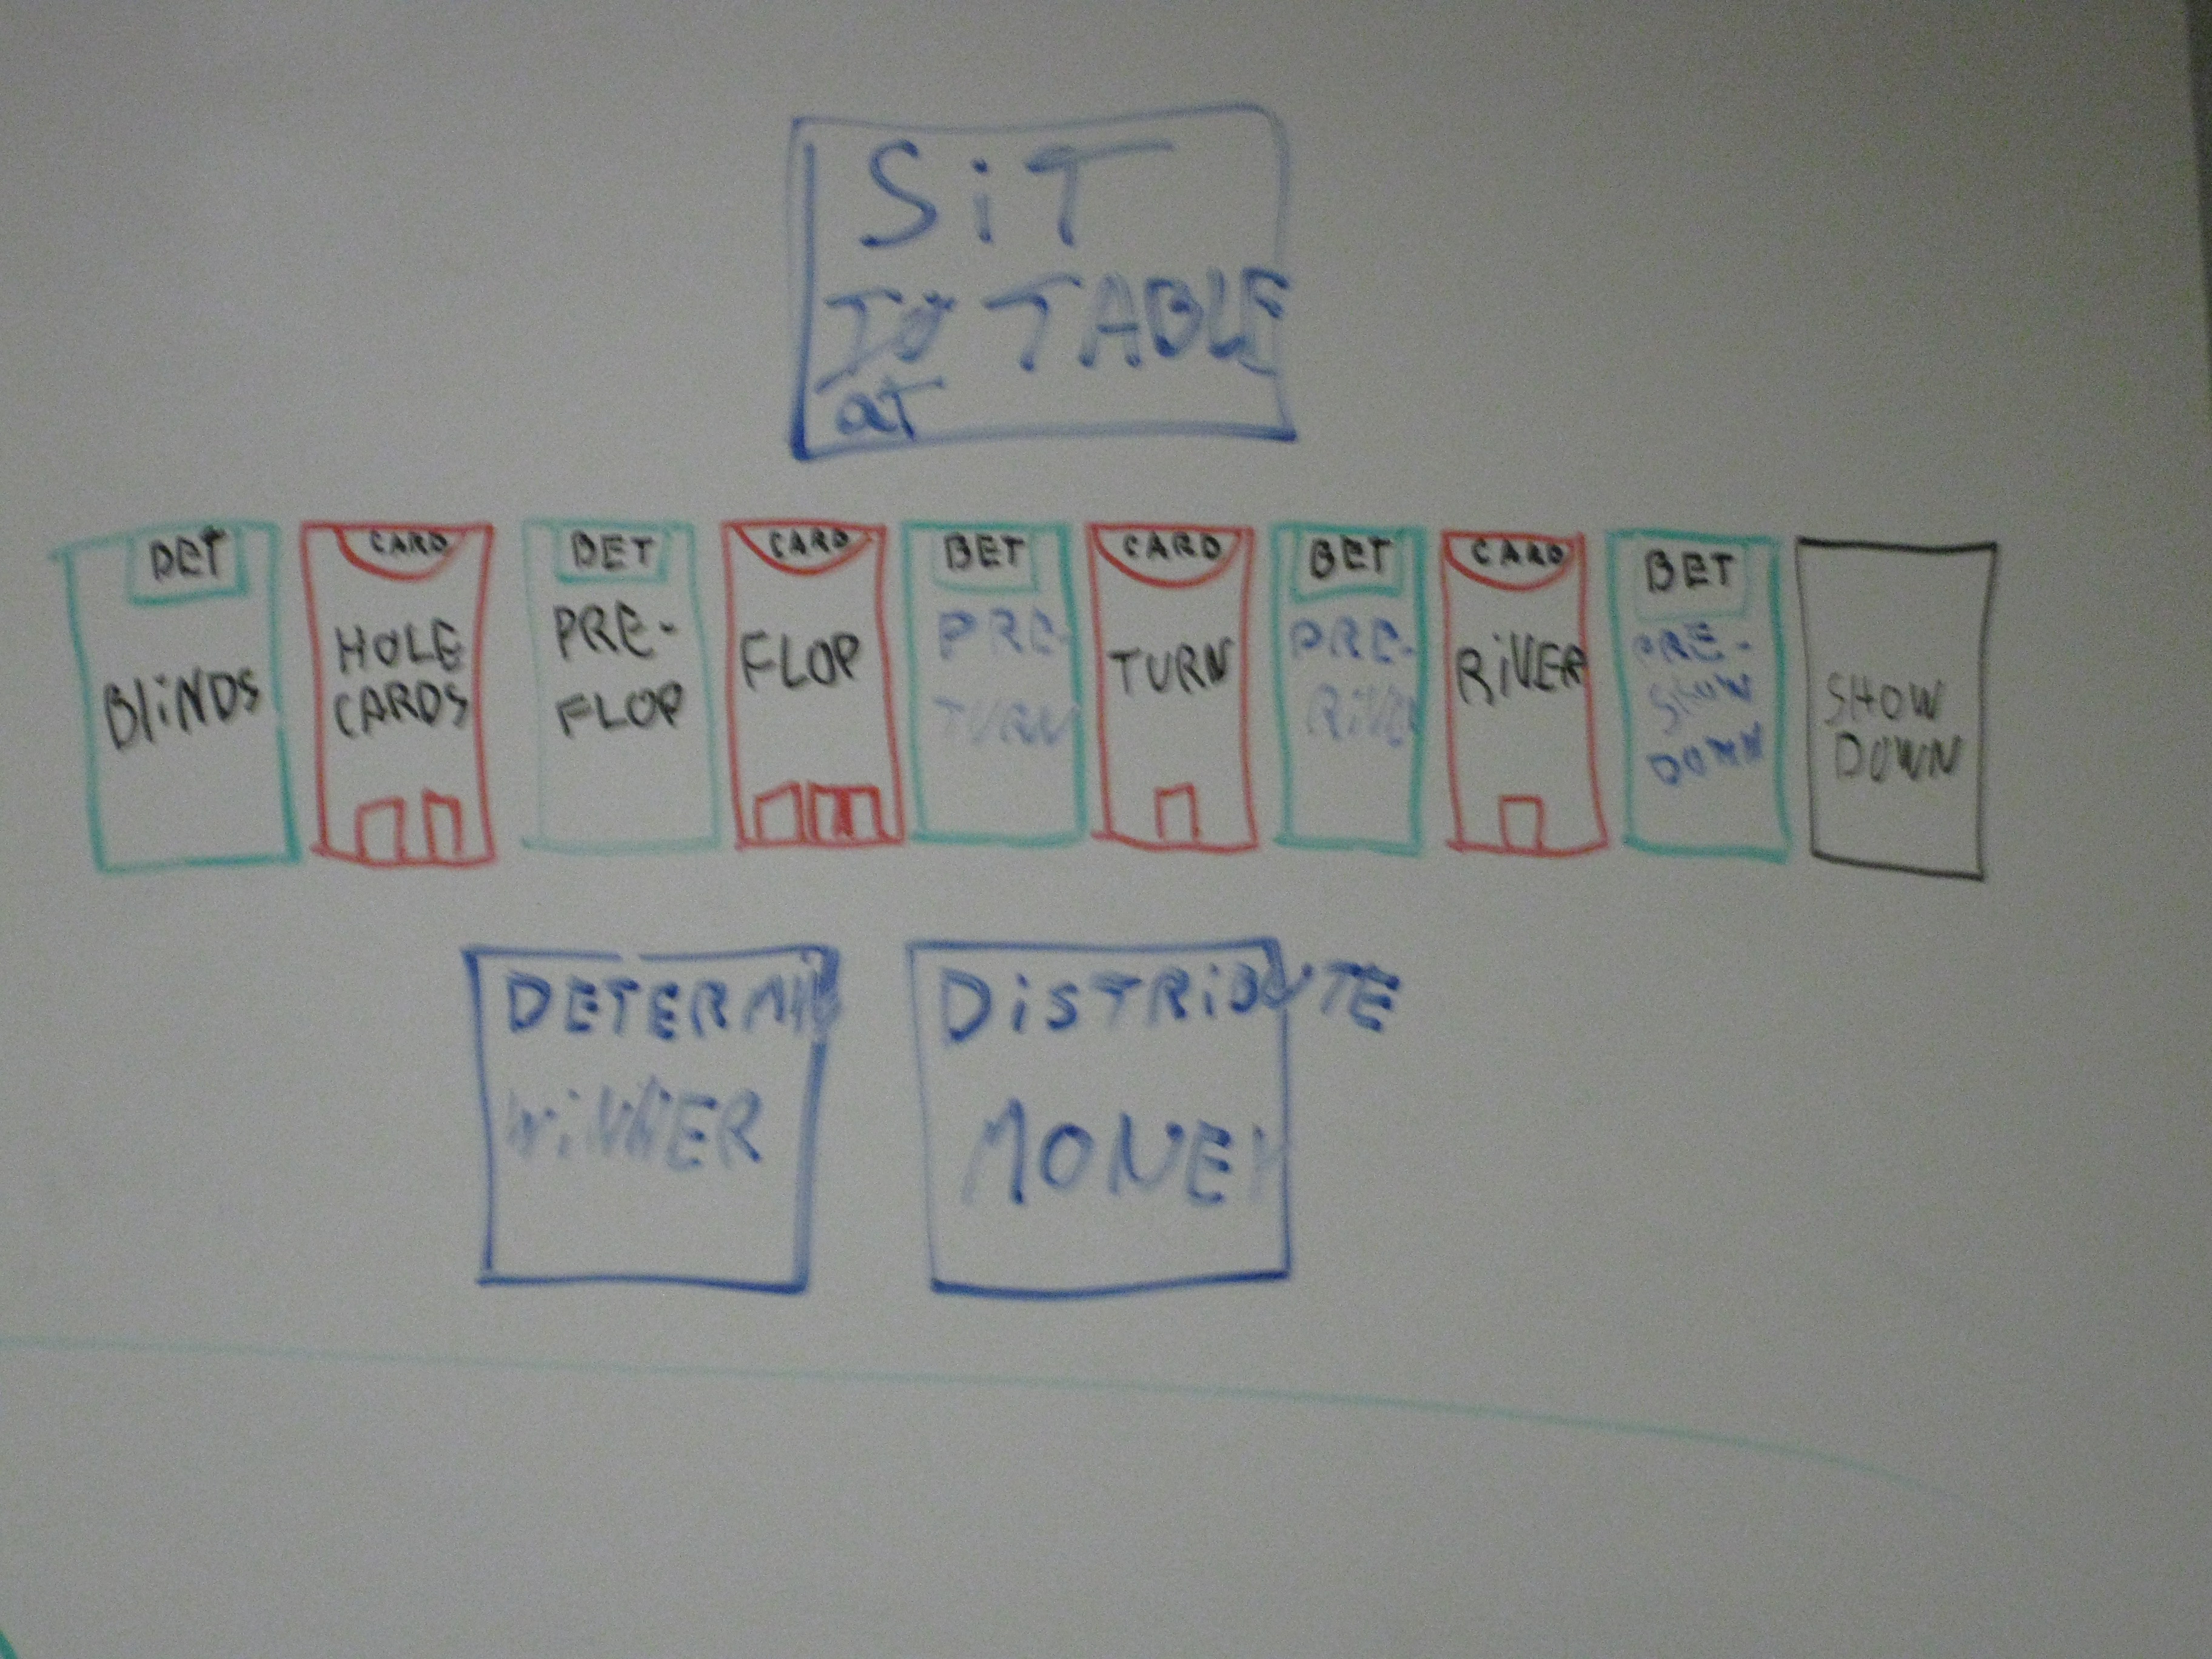 SiT
TO TABLE
aT
BET
BLiNDS
CARD
HOLE
CARDS
BET
PRE-
FLOP
CARD
FLOP
BET
PRE-
TURN
CARD
TURN
BET
PRE-
RiVER
CARD
RiVER
BET
PRE-
SHOW
DOWN
SHOW
DOWN
DETERMIN
WiNNER
DiSTRiBUTE
MONEY